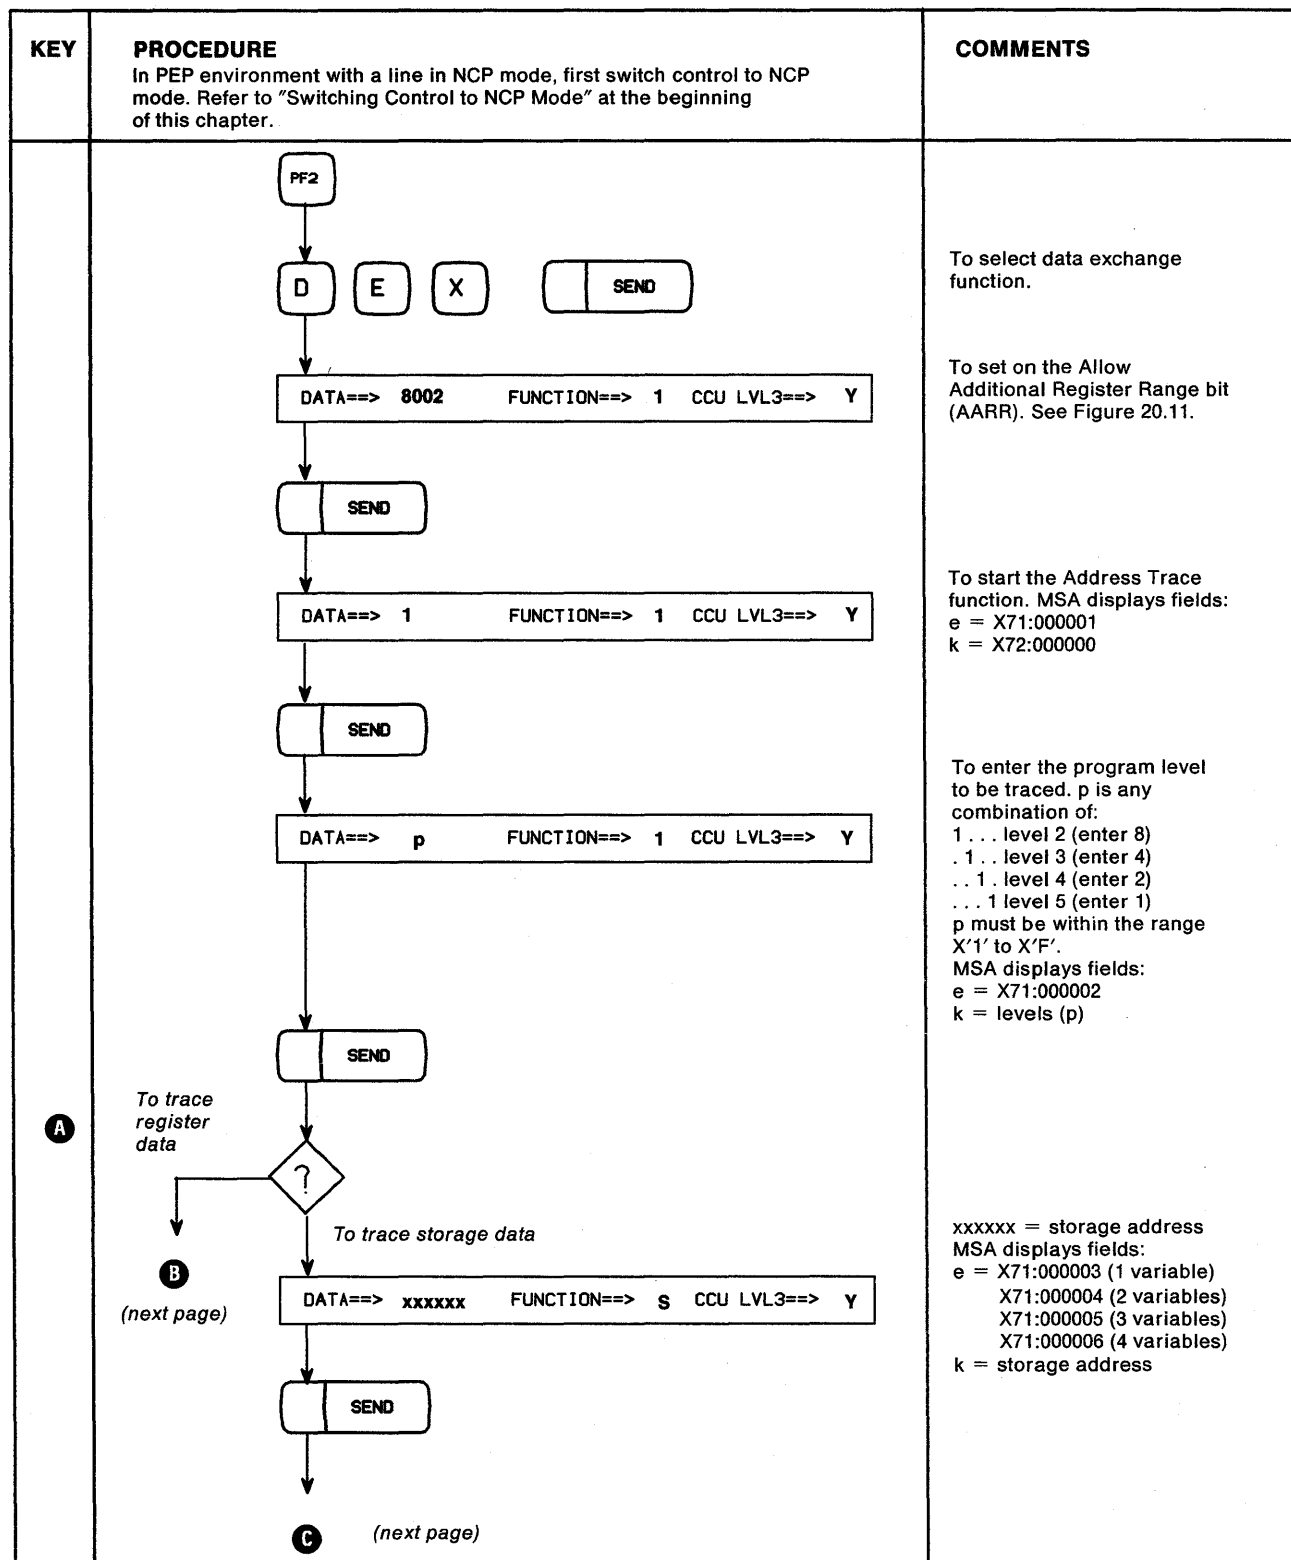 KEY
PROCEDURE
In PEP environment with a line in NCP mode, first switch control to NCP
mode. Refer to "Switching Control to NCP Mode" at the beginning
of this chapter.
COMMENTS
PF2
D E X SEND
To select data exchange
function.
DATA==> 8002 FUNCTION==> 1 CCU LVL3==> Y
To set on the Allow
Additional Register Range bit
(AARR). See Figure 20.11.
SEND
DATA==> 1 FUNCTION==> 1 CCU LVL3==> Y
To start the Address Trace
function. MSA displays fields:
e = X71:000001
k = X72:000000
SEND
DATA==> p FUNCTION==> 1 CCU LVL3==> Y
To enter the program level
to be traced. p is any
combination of:
1 . . . level 2 (enter 8)
. 1 . . level 3 (enter 4)
. . 1 . level 4 (enter 2)
. . . 1 level 5 (enter 1)
p must be within the range
X'1' to X'F'.
MSA displays fields:
e = X71:000002
k = levels (p)
SEND
A
To trace
register
data
?
B
(next page)
To trace storage data
DATA==> xxxxxx FUNCTION==> S CCU LVL3==> Y
xxxxxx = storage address
MSA displays fields:
e = X71:000003 (1 variable)
X71:000004 (2 variables)
X71:000005 (3 variables)
X71:000006 (4 variables)
k = storage address
SEND
C (next page)